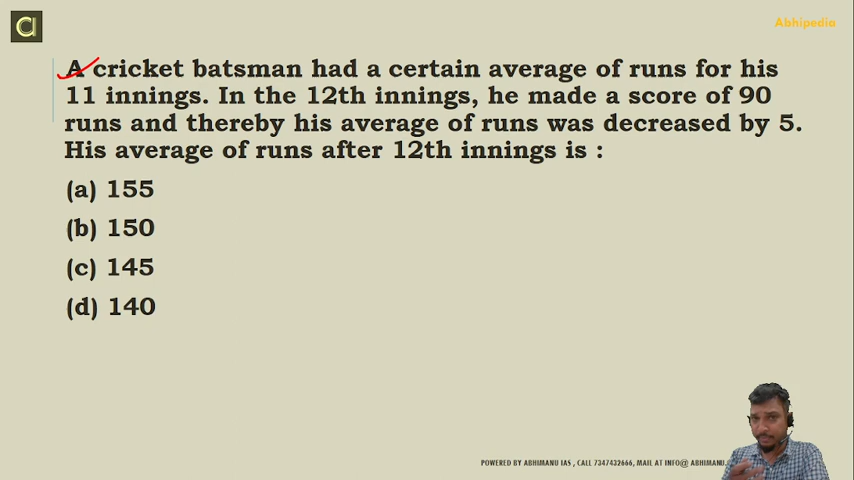 Abhipedia
A cricket batsman had a certain average of runs for his
11 innings. In the 12th innings, he made a score of 90
runs and thereby his average of runs was decreased by 5.
His average of runs after 12th innings is :
(a) 155
(b) 150
(c) 145
(d) 140
POWERED BY ABHIMANU IAS , CALL 7347432666, MAIL AT INFO@ ABHIMANU.